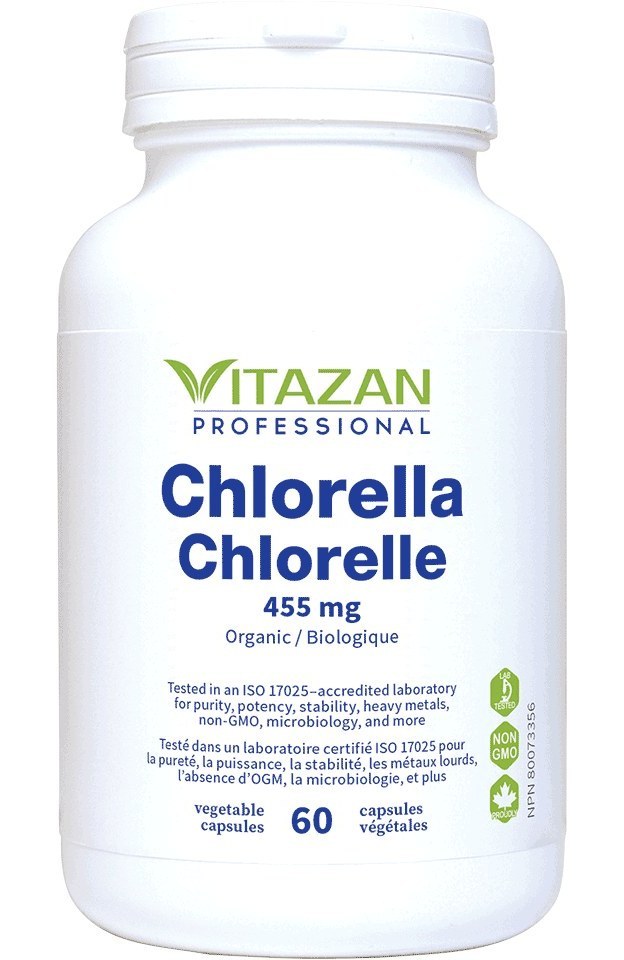 VITAZAN
PROFESSIONAL
Chlorella
Chlorelle
455 mg
Organic / Biologique
Tested in an ISO 17025–accredited laboratory
for purity, potency, stability, heavy metals,
non-GMO, microbiology, and more
Testé dans un laboratoire certifié ISO 17025 pour
la pureté, la puissance, la stabilité, les métaux lourds,
l’absence d’OGM, la microbiologie, et plus
vegetable
capsules
60
capsules
végétales
LAB
TESTED
NON
GMO
PROUDLY
NPN 80073356